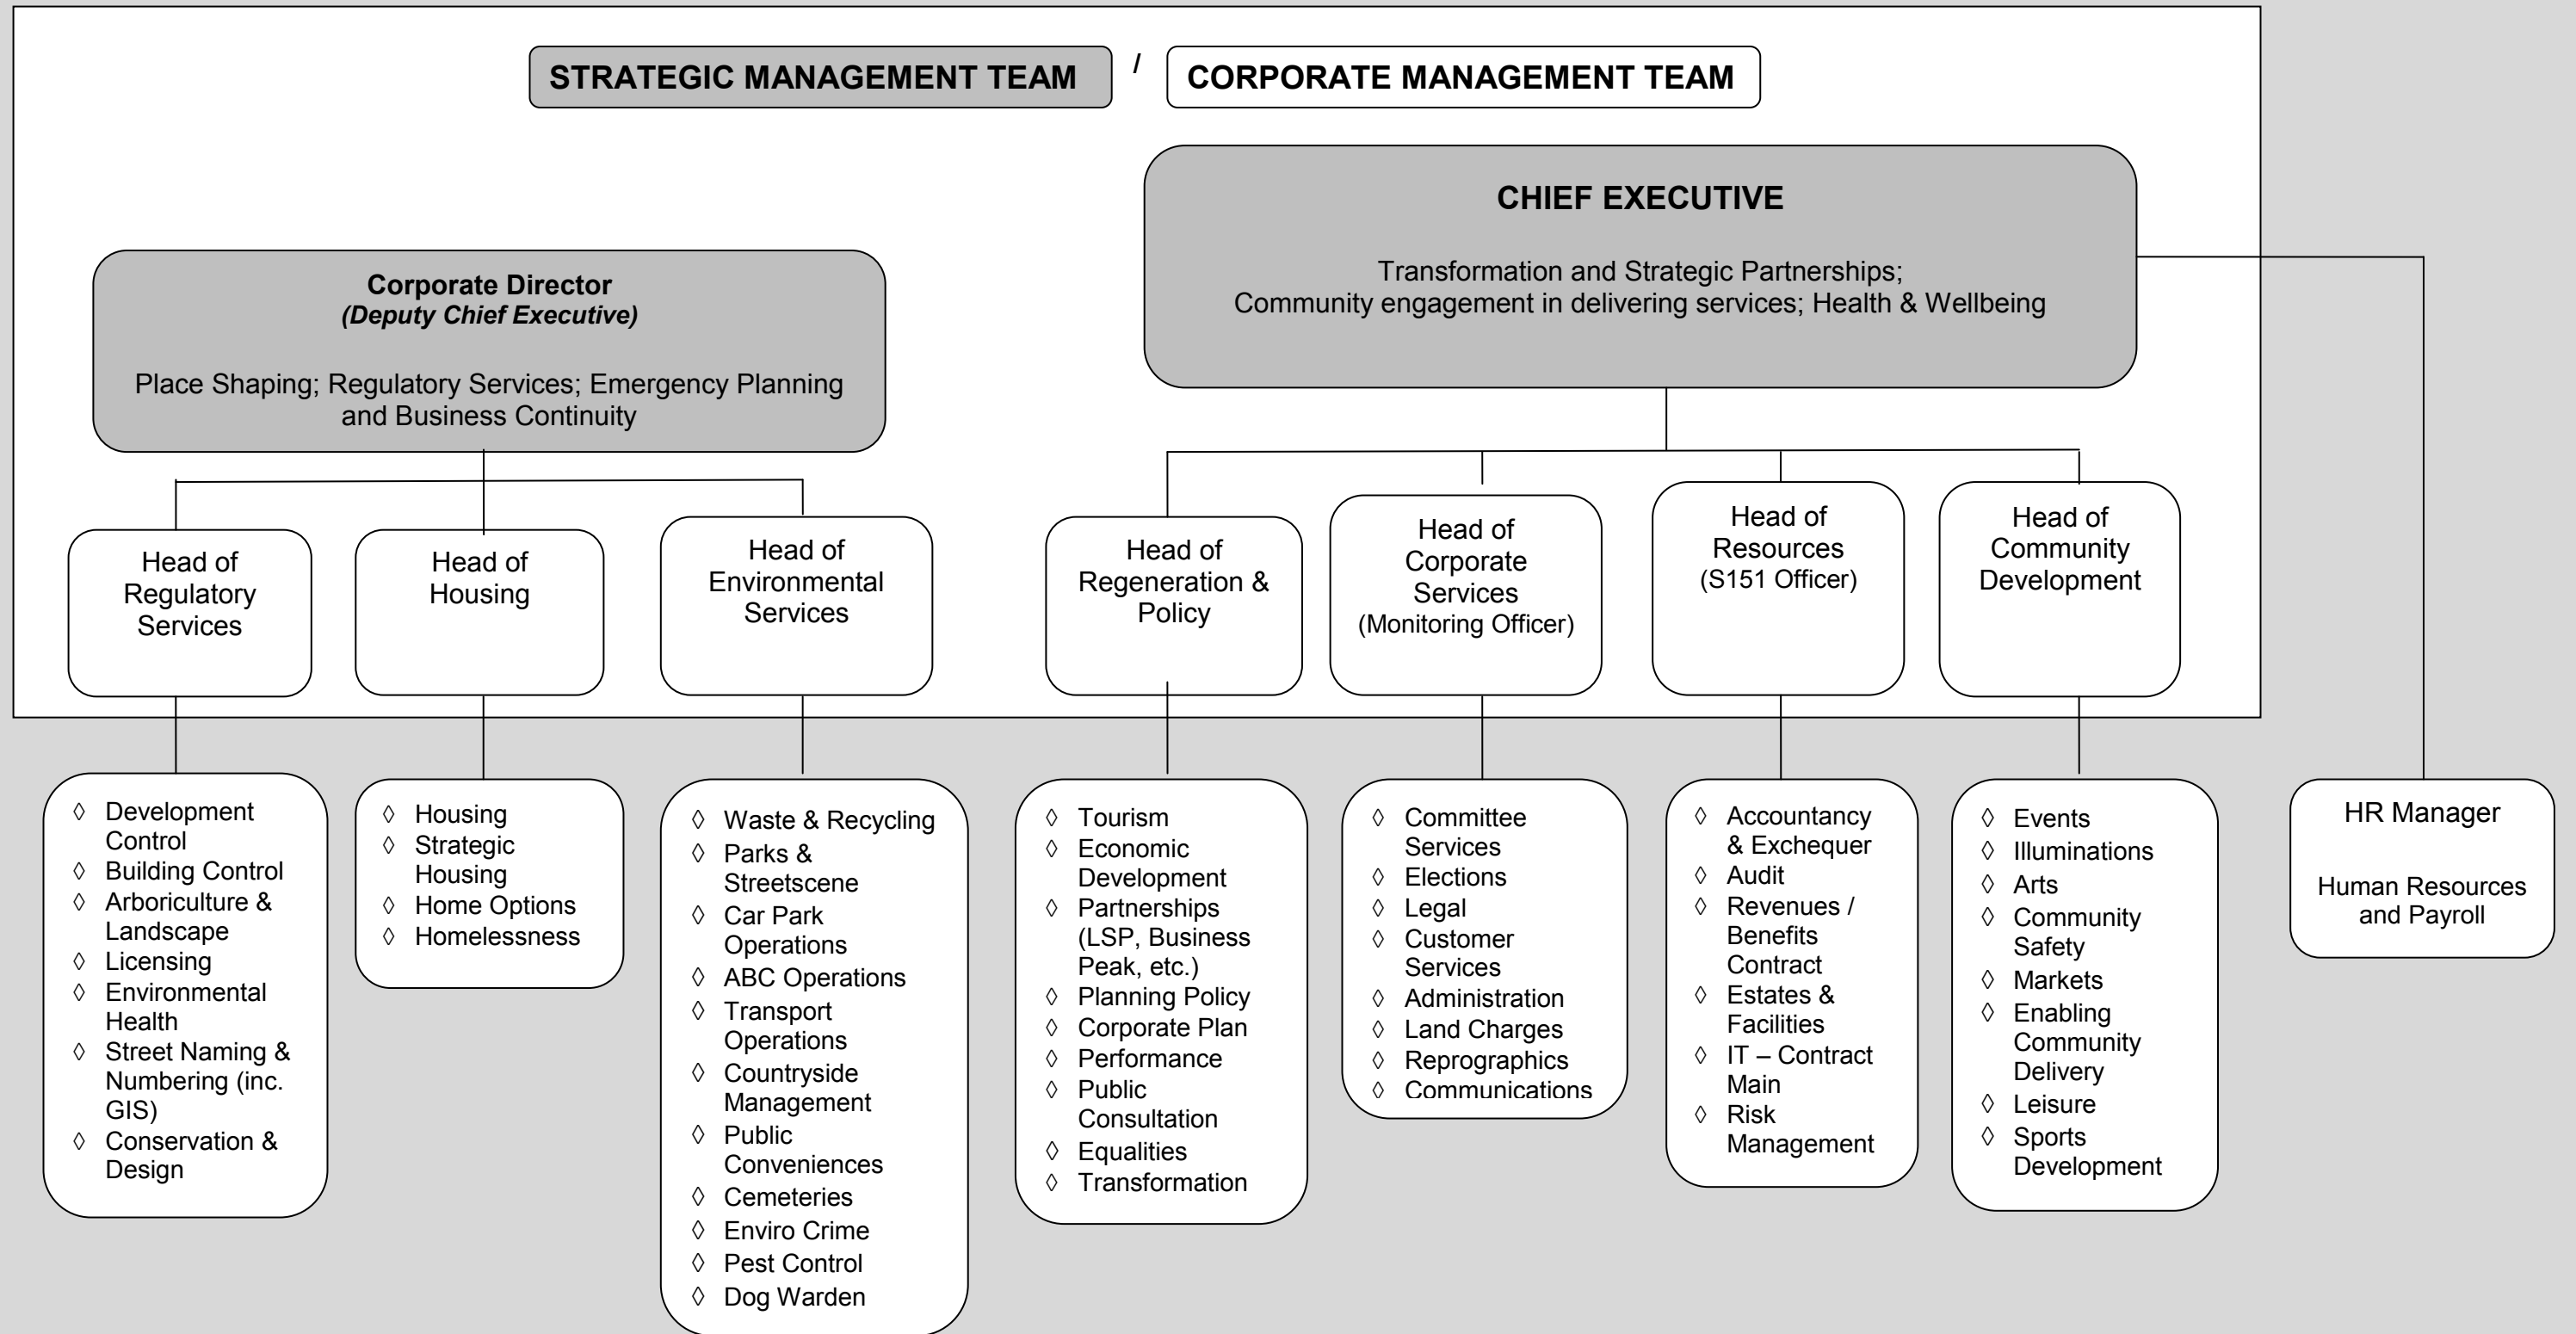 STRATEGIC MANAGEMENT TEAM / CORPORATE MANAGEMENT TEAM
CHIEF EXECUTIVE
Transformation and Strategic Partnerships;
Community engagement in delivering services; Health & Wellbeing
Corporate Director
(Deputy Chief Executive)
Place Shaping; Regulatory Services; Emergency Planning
and Business Continuity
Head of
Regulatory
Services
Head of
Housing
Head of
Environmental
Services
Head of
Regeneration &
Policy
Head of
Corporate
Services
(Monitoring Officer)
Head of
Resources
(S151 Officer)
Head of
Community
Development
◊ Development
Control
◊ Building Control
◊ Arboriculture &
Landscape
◊ Licensing
◊ Environmental
Health
◊ Street Naming &
Numbering (inc.
GIS)
◊ Conservation &
Design
◊ Housing
◊ Strategic
Housing
◊ Home Options
◊ Homelessness
◊ Waste & Recycling
◊ Parks &
Streetscene
◊ Car Park
Operations
◊ ABC Operations
◊ Transport
Operations
◊ Countryside
Management
◊ Public
Conveniences
◊ Cemeteries
◊ Enviro Crime
◊ Pest Control
◊ Dog Warden
◊ Tourism
◊ Economic
Development
◊ Partnerships
(LSP, Business
Peak, etc.)
◊ Planning Policy
◊ Corporate Plan
◊ Performance
◊ Public
Consultation
◊ Equalities
◊ Transformation
◊ Committee
Services
◊ Elections
◊ Legal
◊ Customer
Services
◊ Administration
◊ Land Charges
◊ Reprographics
◊ Communications
◊ Accountancy
& Exchequer
◊ Audit
◊ Revenues /
Benefits
Contract
◊ Estates &
Facilities
◊ IT – Contract
Main
◊ Risk
Management
◊ Events
◊ Illuminations
◊ Arts
◊ Community
Safety
◊ Markets
◊ Enabling
Community
Delivery
◊ Leisure
◊ Sports
Development
HR Manager
Human Resources
and Payroll